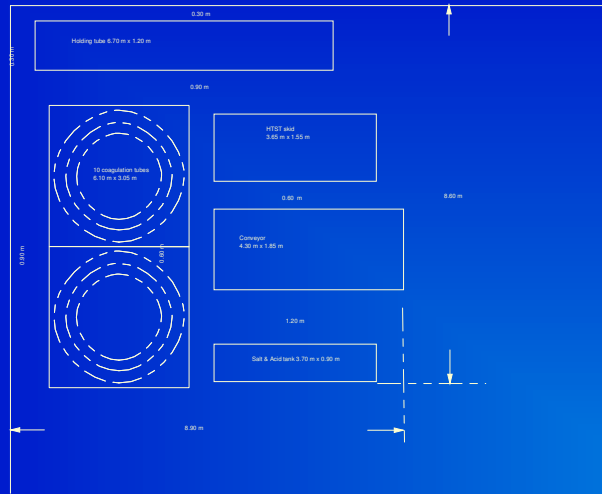 0.30 m
Holding tube 6.70 m x 1.20 m
0.30 m
0.90 m
HTST skid
3.65 m x 1.55 m
10 coagulation tubes
6.10 m x 3.05 m
0.60 m
8.60 m
Conveyor
4.30 m x 1.85 m
0.90 m
0.60 m
1.20 m
Salt & Acid tank 3.70 m x 0.90 m
8.90 m